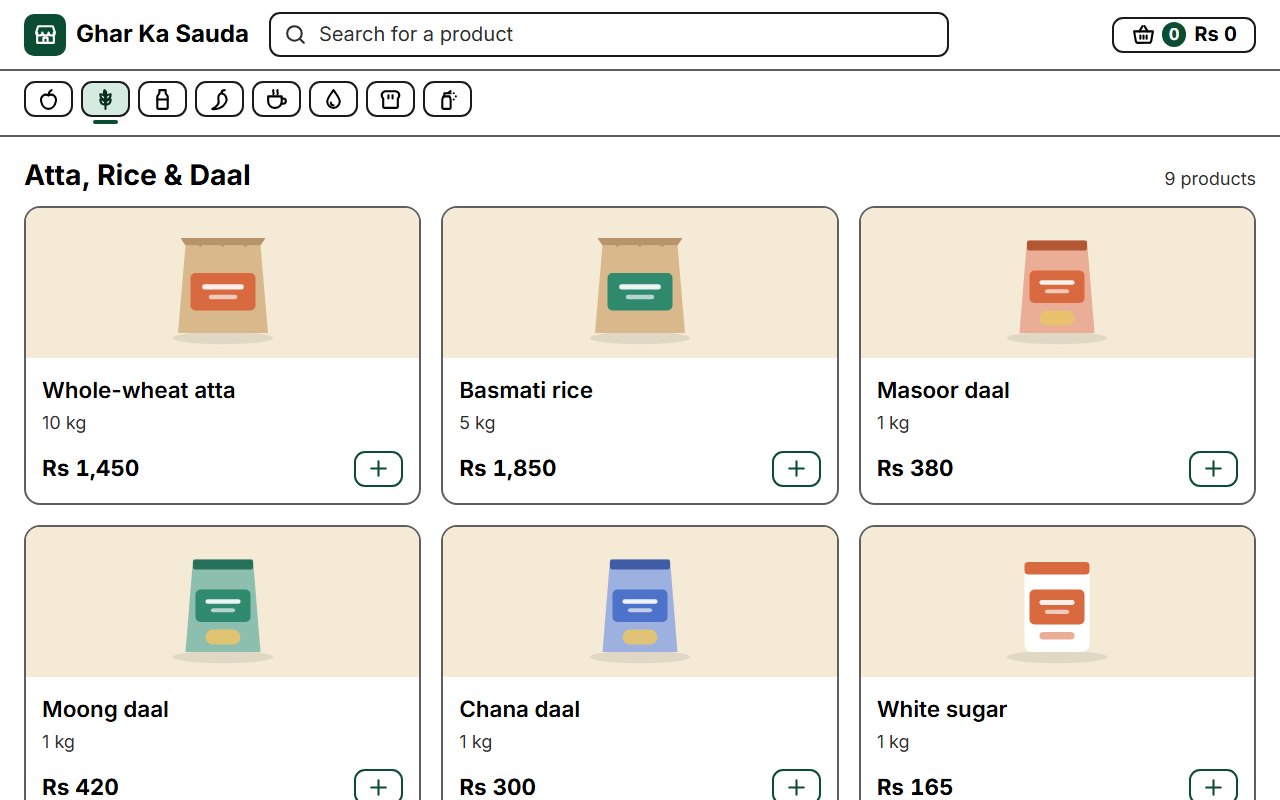 Ghar Ka Sauda
Search for a product
0 Rs 0
Atta, Rice & Daal
9 products
Whole-wheat atta
10 kg
Rs 1,450
Basmati rice
5 kg
Rs 1,850
Masoor daal
1 kg
Rs 380
Moong daal
1 kg
Rs 420
Chana daal
1 kg
Rs 300
White sugar
1 kg
Rs 165